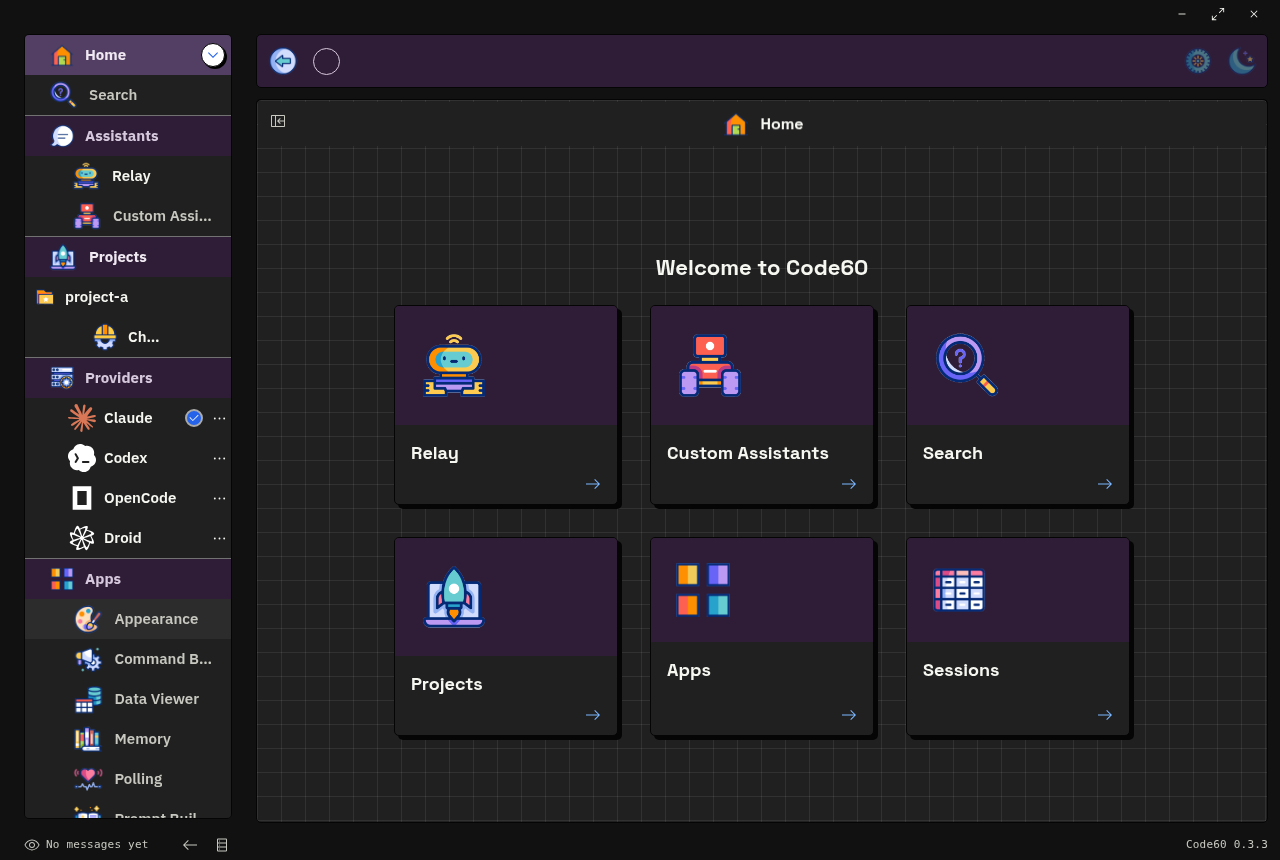 Home
Search
Assistants
Relay
Custom Assi...
Projects
project-a
Ch...
Providers
Claude
Codex
OpenCode
Droid
Apps
Appearance
Command B...
Data Viewer
Memory
Polling
Prompt Buil
No messages yet
Home
Welcome to Code60
Relay
Custom Assistants
Search
Projects
Apps
Sessions
Code60 0.3.3